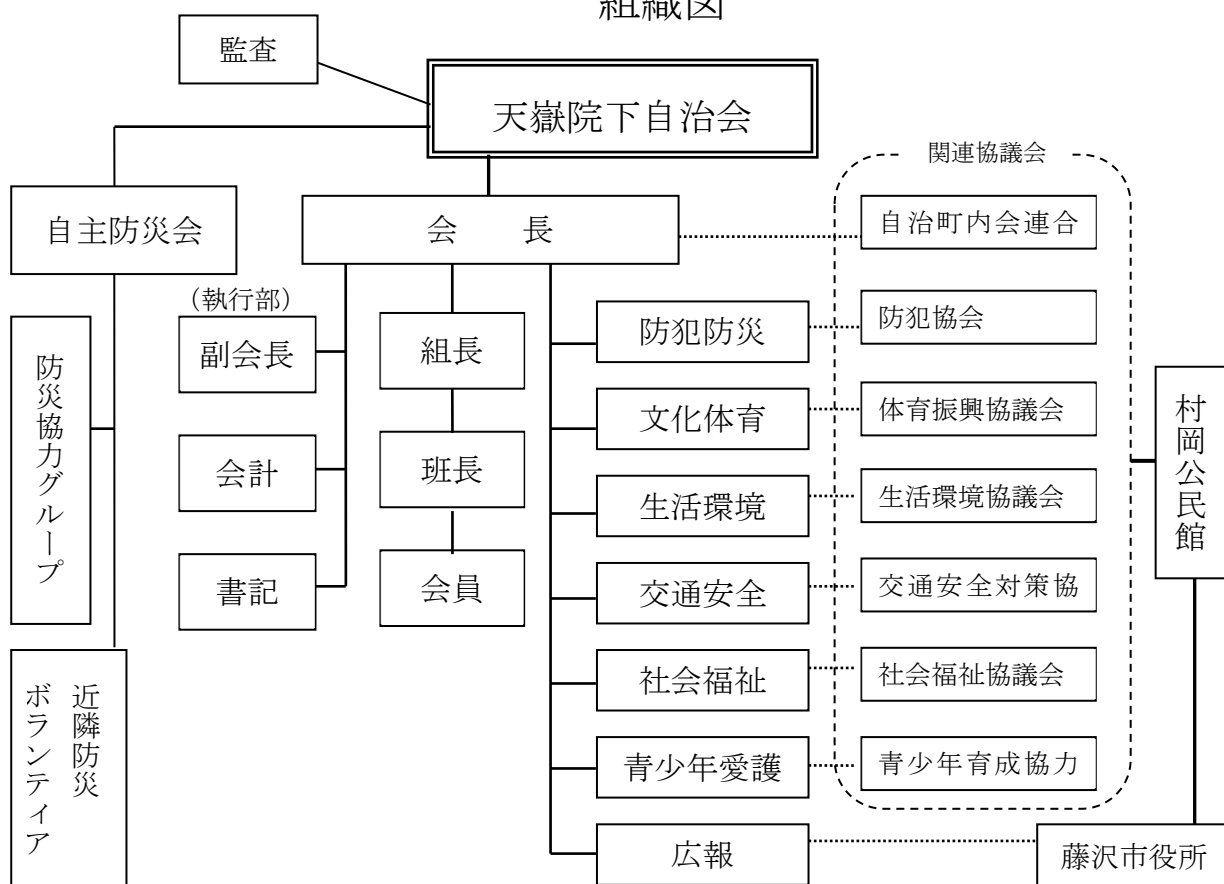 組織図
監査
天嶽院下自治会
関連協議会
自主防災会
会長
自治町内会連合
(執行部)
副会長
組長
防犯防災
防犯協会
防災協力グループ
文化体育
体育振興協議会
村岡公民館
会計
班長
生活環境
生活環境協議会
書記
会員
交通安全
交通安全対策協
近隣防災
ボランティア
社会福祉
社会福祉協議会
青少年愛護
青少年育成協力
広報
藤沢市役所